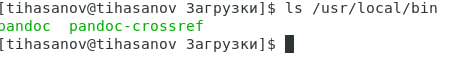 [tihasanov@tihasanov Загрузки]$ ls /usr/local/bin
pandoc  pandoc-crossref
[tihasanov@tihasanov Загрузки]$